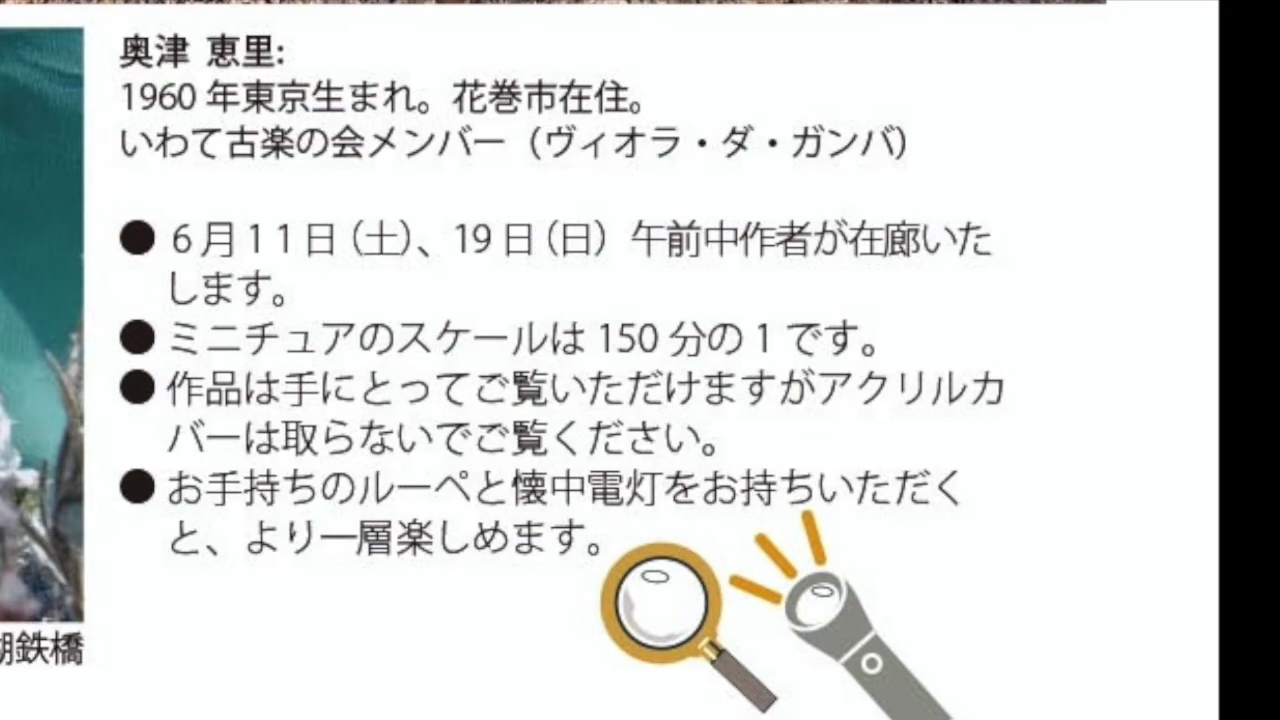 奥津 恵里:
1960 年東京生まれ。花巻市在住。
いわて古楽の会メンバー（ヴィオラ・ダ・ガンバ）
● 6月11日（土）、19日（日）午前中作者が在廊いた
します。
● ミニチュアのスケールは 150 分の 1 です。
● 作品は手にとってご覧いただけますがアクリルカ
バーは取らないでご覧ください。
● お手持ちのルーペと懐中電灯をお持ちいただく
と、より一層楽しめます。
鉄橋